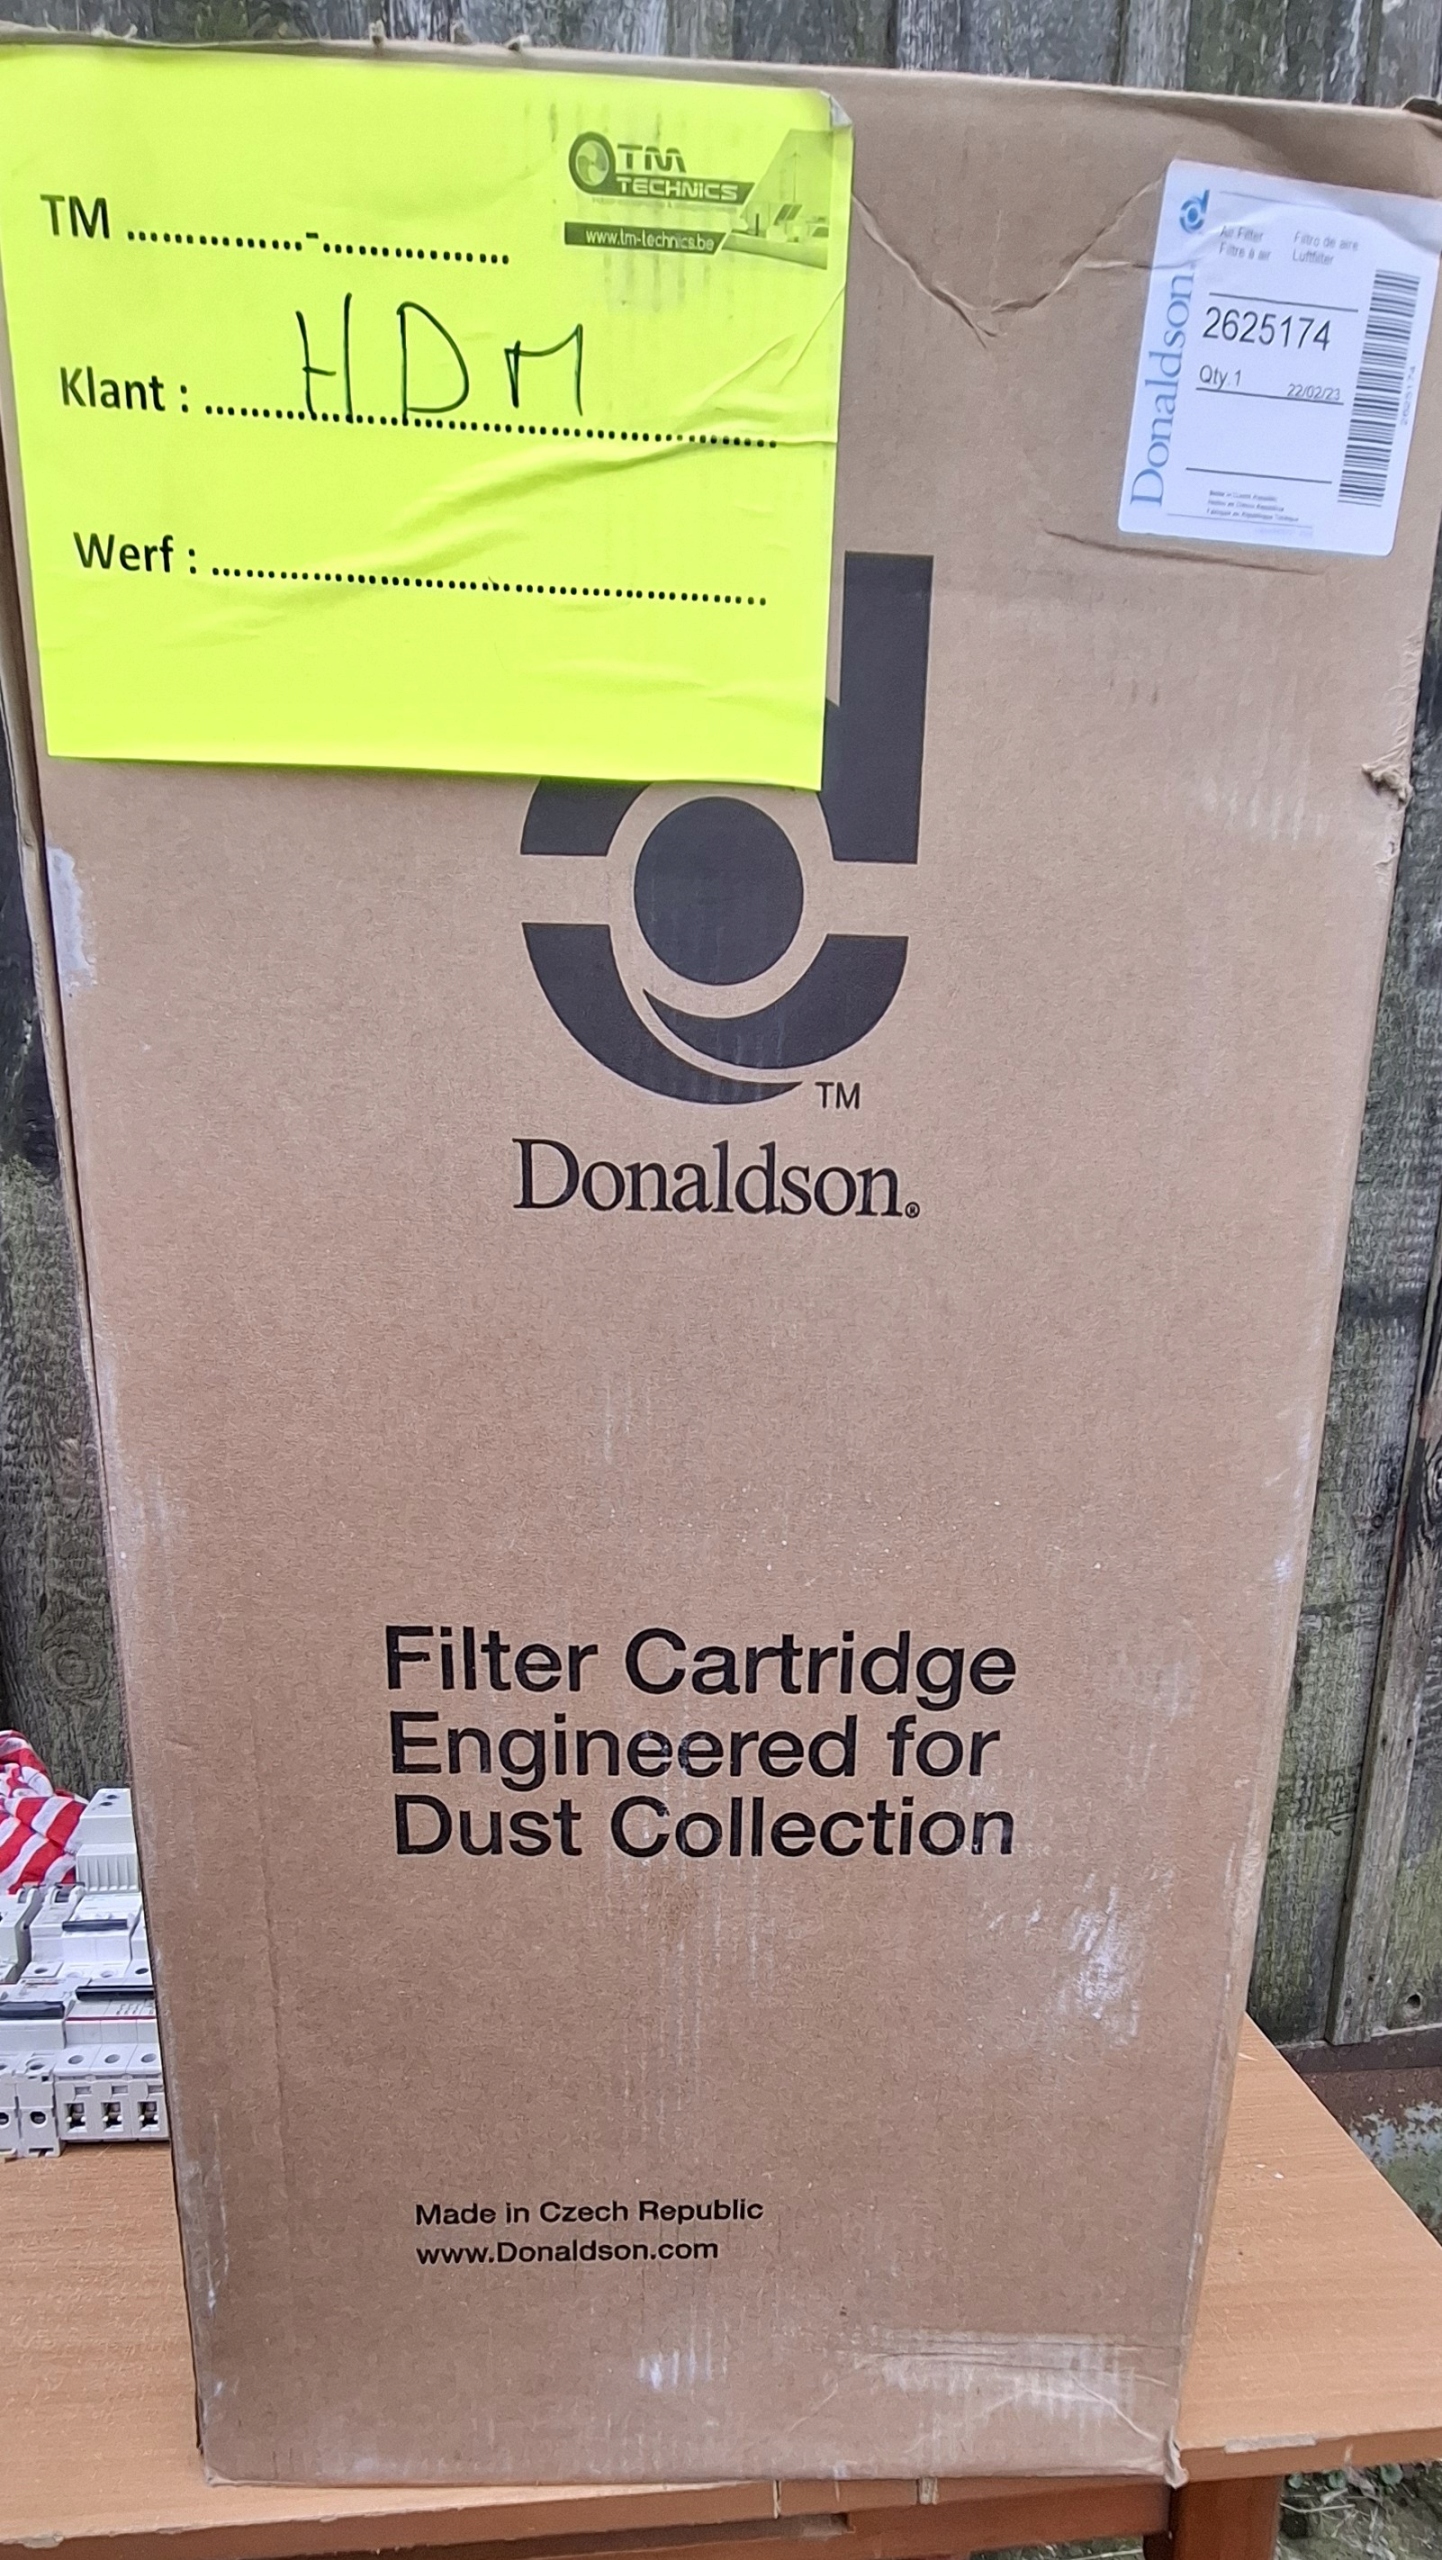 TM ................-................
TM
TECHNICS
www.tm-technics.be
Klant : HDM
Werf : ................................................
Donaldson.
Air Filter Filtro de aire
Filtre à air Luftfilter
2625174
Qty.1 22/02/23
2625174
TM
Donaldson®
Filter Cartridge
Engineered for
Dust Collection
Made in Czech Republic
www.Donaldson.com